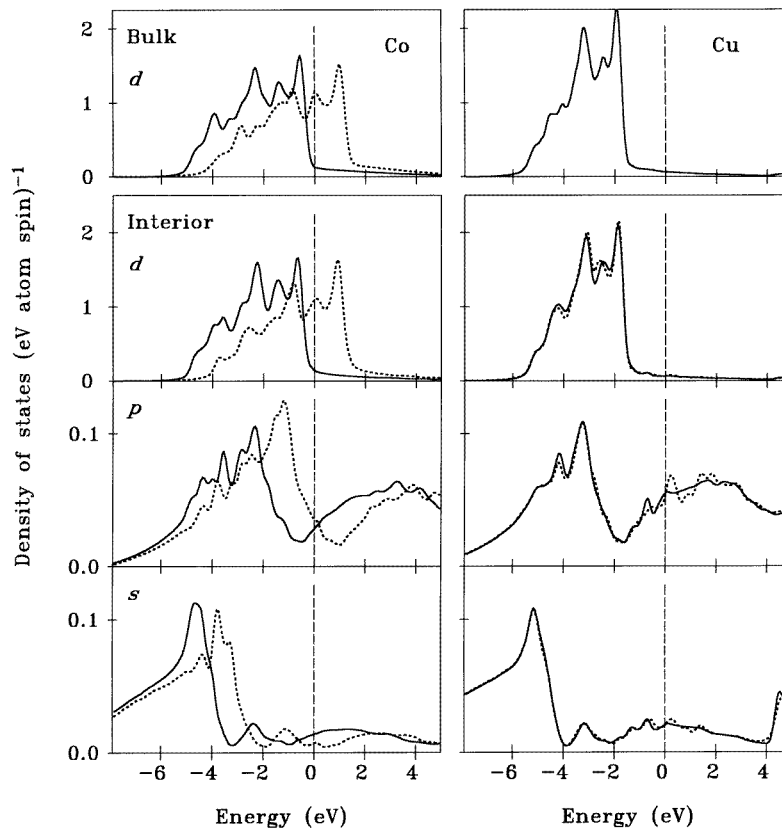 Density of states (eV atom spin)⁻¹
Bulk
Co
Cu
d
2
1
0
Interior
d
2
1
0
p
0.1
0.0
s
0.1
0.0
−6 −4 −2 0 2 4
−6 −4 −2 0 2 4
Energy (eV)
Energy (eV)